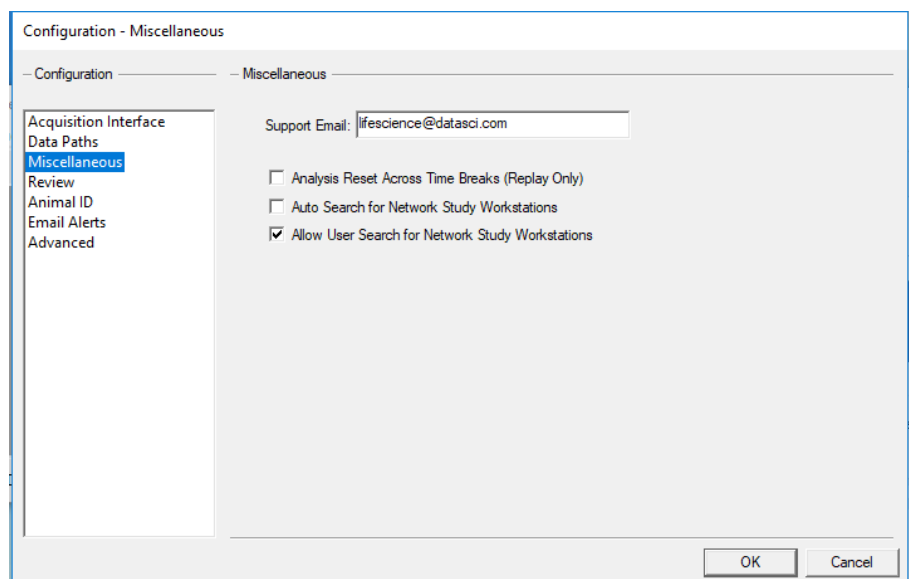 Configuration - Miscellaneous
Configuration
Acquisition Interface
Data Paths
Miscellaneous
Review
Animal ID
Email Alerts
Advanced
Miscellaneous
Support Email: lifescience@datasci.com
Analysis Reset Across Time Breaks (Replay Only)
Auto Search for Network Study Workstations
Allow User Search for Network Study Workstations
OK Cancel